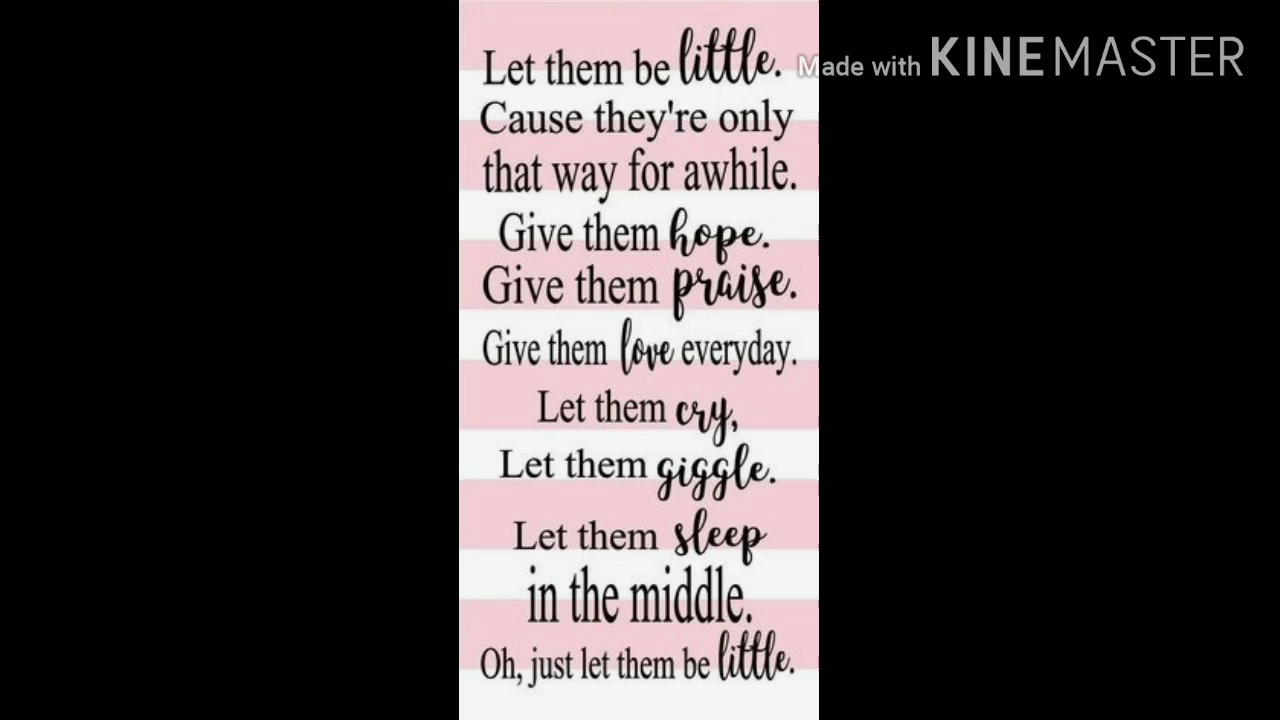 Let them be little.
Made with KINEMASTER
Cause they're only
that way for awhile.
Give them hope.
Give them praise.
Give them love everyday.
Let them cry,
Let them giggle.
Let them sleep
in the middle.
Oh, just let them be little.